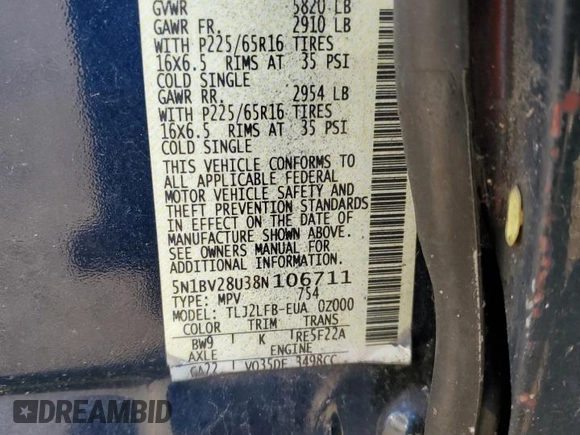 GVWR 5820 LB
GAWR FR. 2910 LB
WITH P225/65R16 TIRES
16X6.5 RIMS AT 35 PSI
COLD SINGLE
GAWR RR. 2954 LB
WITH P225/65R16 TIRES
16X6.5 RIMS AT 35 PSI
COLD SINGLE
THIS VEHICLE CONFORMS TO
ALL APPLICABLE FEDERAL
MOTOR VEHICLE SAFETY AND
THEFT PREVENTION STANDARDS
IN EFFECT ON THE DATE OF
MANUFACTURE SHOWN ABOVE.
SEE OWNERS MANUAL FOR
ADDITIONAL INFORMATION.
5N1BV28U38N106711
TYPE: MPV 754
MODEL: TLJ2LFB-EUA 0Z000
COLOR TRIM TRANS
BW9 K RE5F22A
AXLE ENGINE
GA22 VQ35DE 3498CC
DREAMBID